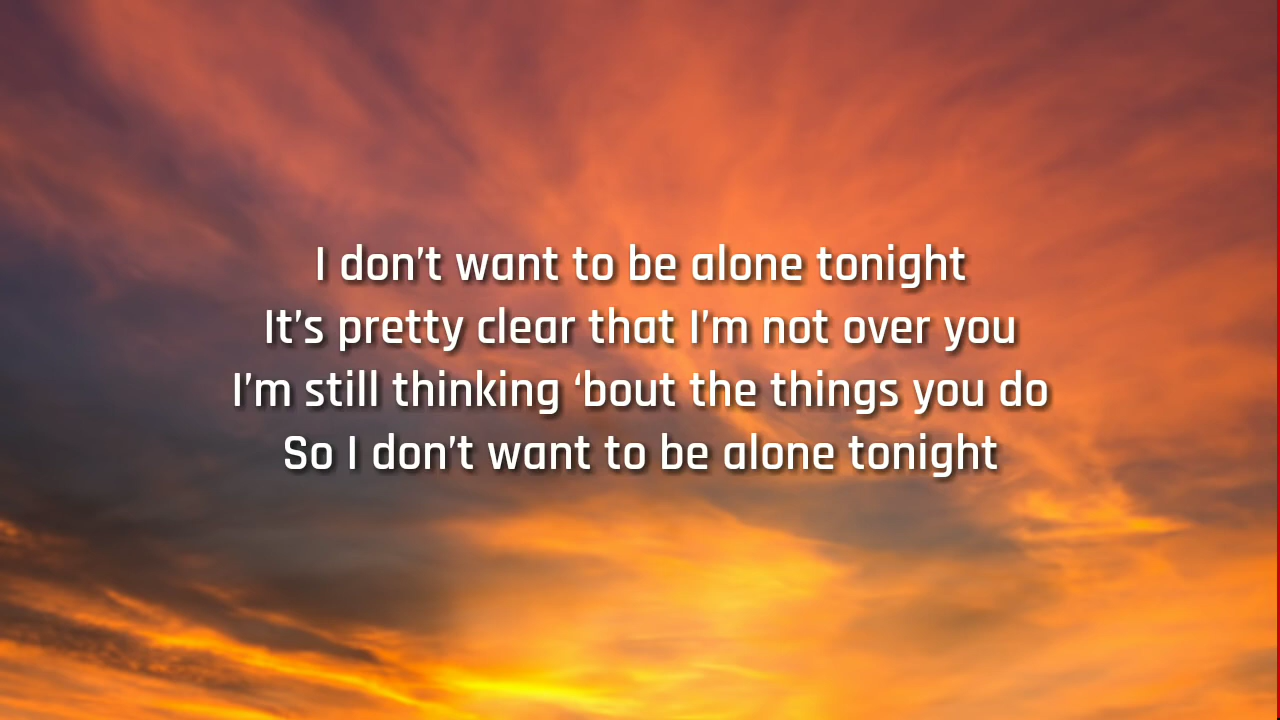 I don’t want to be alone tonight
It’s pretty clear that I’m not over you
I’m still thinking ‘bout the things you do
So I don’t want to be alone tonight